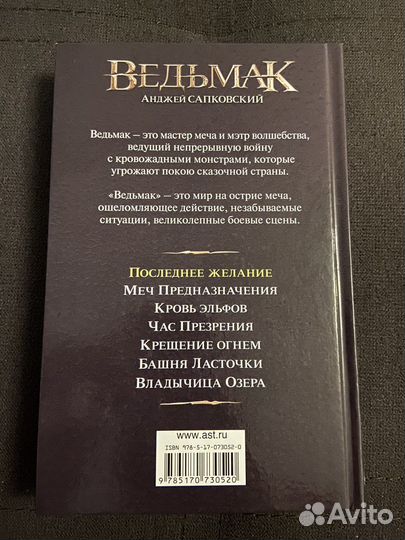 ВЕДЬМАК
АНДЖЕЙ САПКОВСКИЙ
Ведьмак — это мастер меча и мэтр волшебства,
ведущий непрерывную войну
с кровожадными монстрами, которые
угрожают покою сказочной страны.
«Ведьмак» — это мир на острие меча,
ошеломляющее действие, незабываемые
ситуации, великолепные боевые сцены.
ПОСЛЕДНЕЕ ЖЕЛАНИЕ
МЕЧ ПРЕДНАЗНАЧЕНИЯ
КРОВЬ ЭЛЬФОВ
ЧАС ПРЕЗРЕНИЯ
КРЕЩЕНИЕ ОГНЕМ
БАШНЯ ЛАСТОЧКИ
ВЛАДЫЧИЦА ОЗЕРА
www.ast.ru
ISBN 978-5-17-073052-0
9 785170 730520
Avito